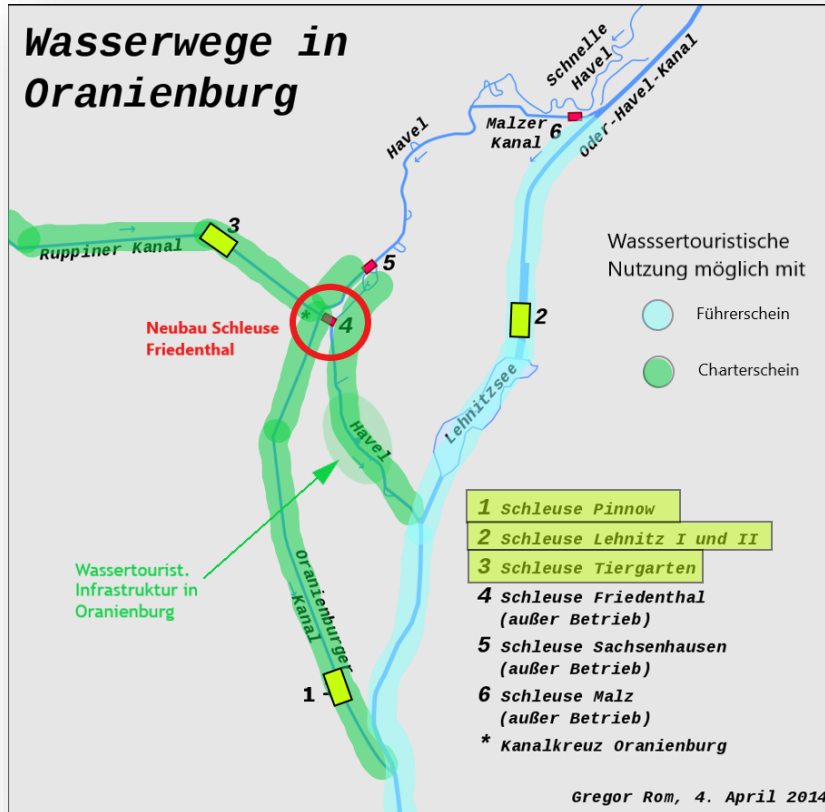 Wasserwege in
Oranienburg
Schnelle
Havel
Oder-Havel-Kanal
Havel
Malzer
Kanal
6
3
Ruppiner Kanal
5
*
4
Neubau Schleuse
Friedenthal
2
Wasssertouristische
Nutzung möglich mit
Führerschein
Charterschein
Lehnitzsee
Havel
Wassertourist.
Infrastruktur in
Oranienburg
Oranienburger
Kanal
1
1 Schleuse Pinnow
2 Schleuse Lehnitz I und II
3 Schleuse Tiergarten
4 Schleuse Friedenthal
(außer Betrieb)
5 Schleuse Sachsenhausen
(außer Betrieb)
6 Schleuse Malz
(außer Betrieb)
* Kanalkreuz Oranienburg
Gregor Rom, 4. April 2014